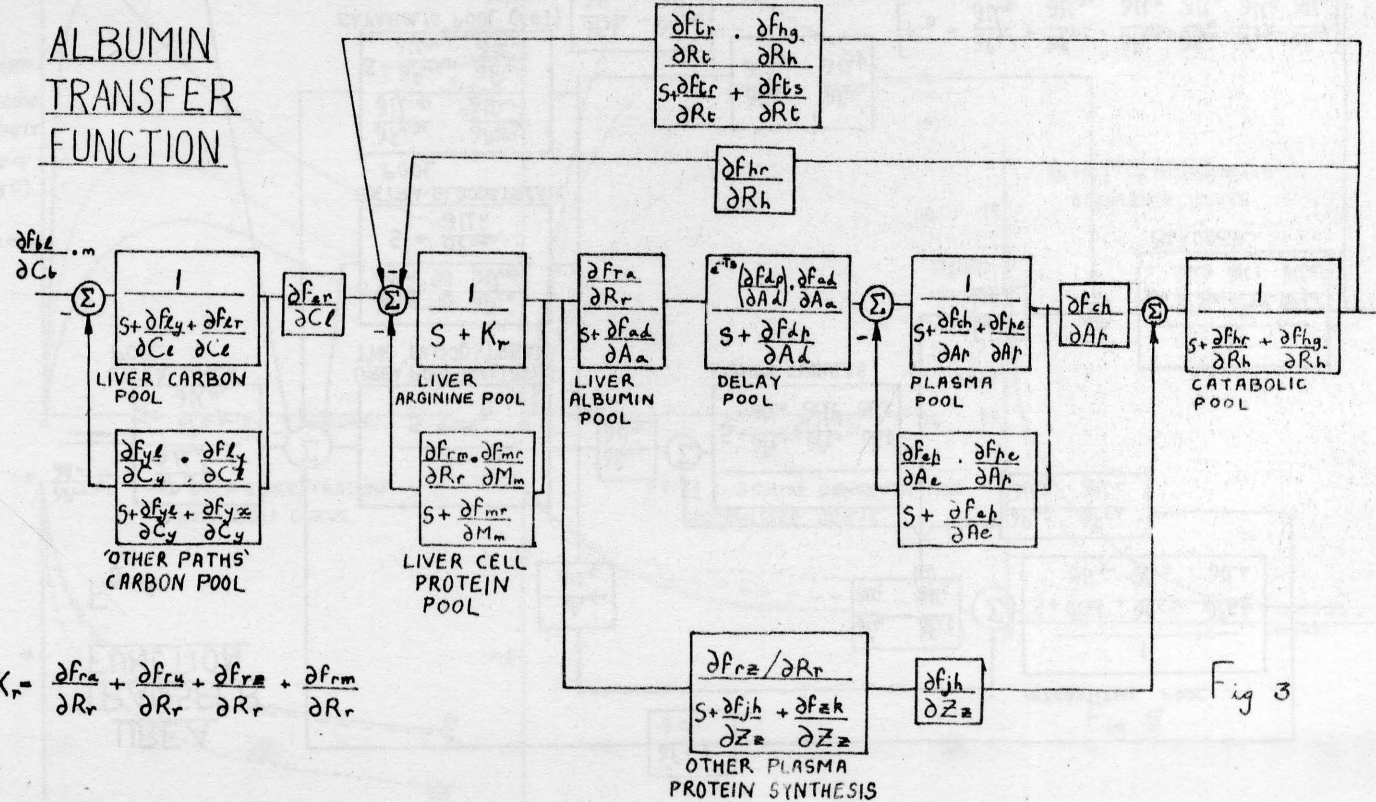 ALBUMIN
TRANSFER
FUNCTION
∂ftr/∂Rt · ∂fhg/∂Rh
S+∂ftr/∂Rt + ∂fts/∂Rt
∂fhr/∂Rh
∂fbl/∂Cb · m
Σ
1
S+∂fly/∂Cl + ∂flr/∂Cl
LIVER CARBON
POOL
∂fer/∂Cl
Σ
1
S + Kr
LIVER
ARGININE POOL
∂fra/∂Rr
S+∂fad/∂Aa
LIVER
ALBUMIN
POOL
e-Ts (∂fdp/∂Ad) · ∂fad/∂Aa
S + ∂fdp/∂Ad
DELAY
POOL
Σ
1
S+∂fch/∂Ap + ∂fpe/∂Ap
PLASMA
POOL
∂fch/∂Ap
Σ
1
S+∂fhr/∂Rh + ∂fhg/∂Rh
CATABOLIC
POOL
∂fyl/∂Cy · ∂fly/∂Cl
S+∂fyl/∂Cy + ∂fyx/∂Cy
'OTHER PATHS'
CARBON POOL
∂frm/∂Rr · ∂fmr/∂Mm
S + ∂fmr/∂Mm
LIVER CELL
PROTEIN
POOL
∂fep/∂Ae · ∂fpe/∂Ap
S + ∂fep/∂Ae
Kr= ∂fra/∂Rr + ∂fru/∂Rr + ∂frz/∂Rr + ∂frm/∂Rr
∂frz/∂Rr
S+∂fjh/∂Zz + ∂fzk/∂Zz
OTHER PLASMA
PROTEIN SYNTHESIS
∂fjh/∂Zz
Fig 3